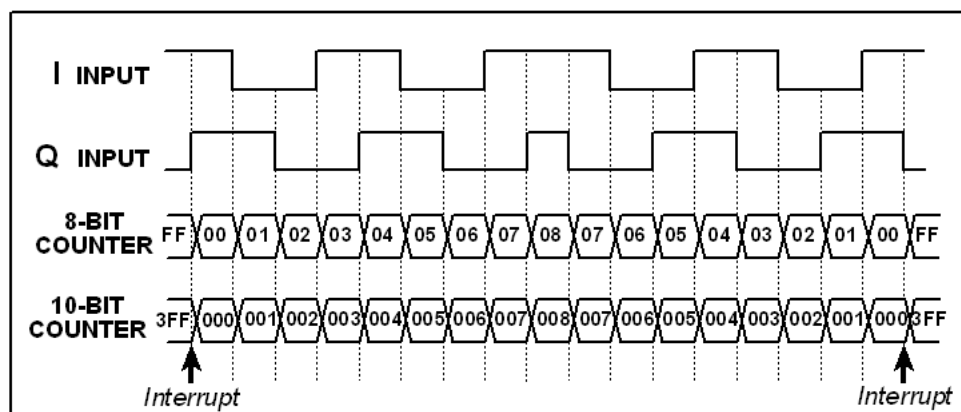 I INPUT
Q INPUT
8-BIT
COUNTER
FF 00 01 02 03 04 05 06 07 08 07 06 05 04 03 02 01 00 FF
10-BIT
COUNTER
3FF 000 001 002 003 004 005 006 007 008 007 006 005 004 003 002 001 000 3FF
Interrupt Interrupt